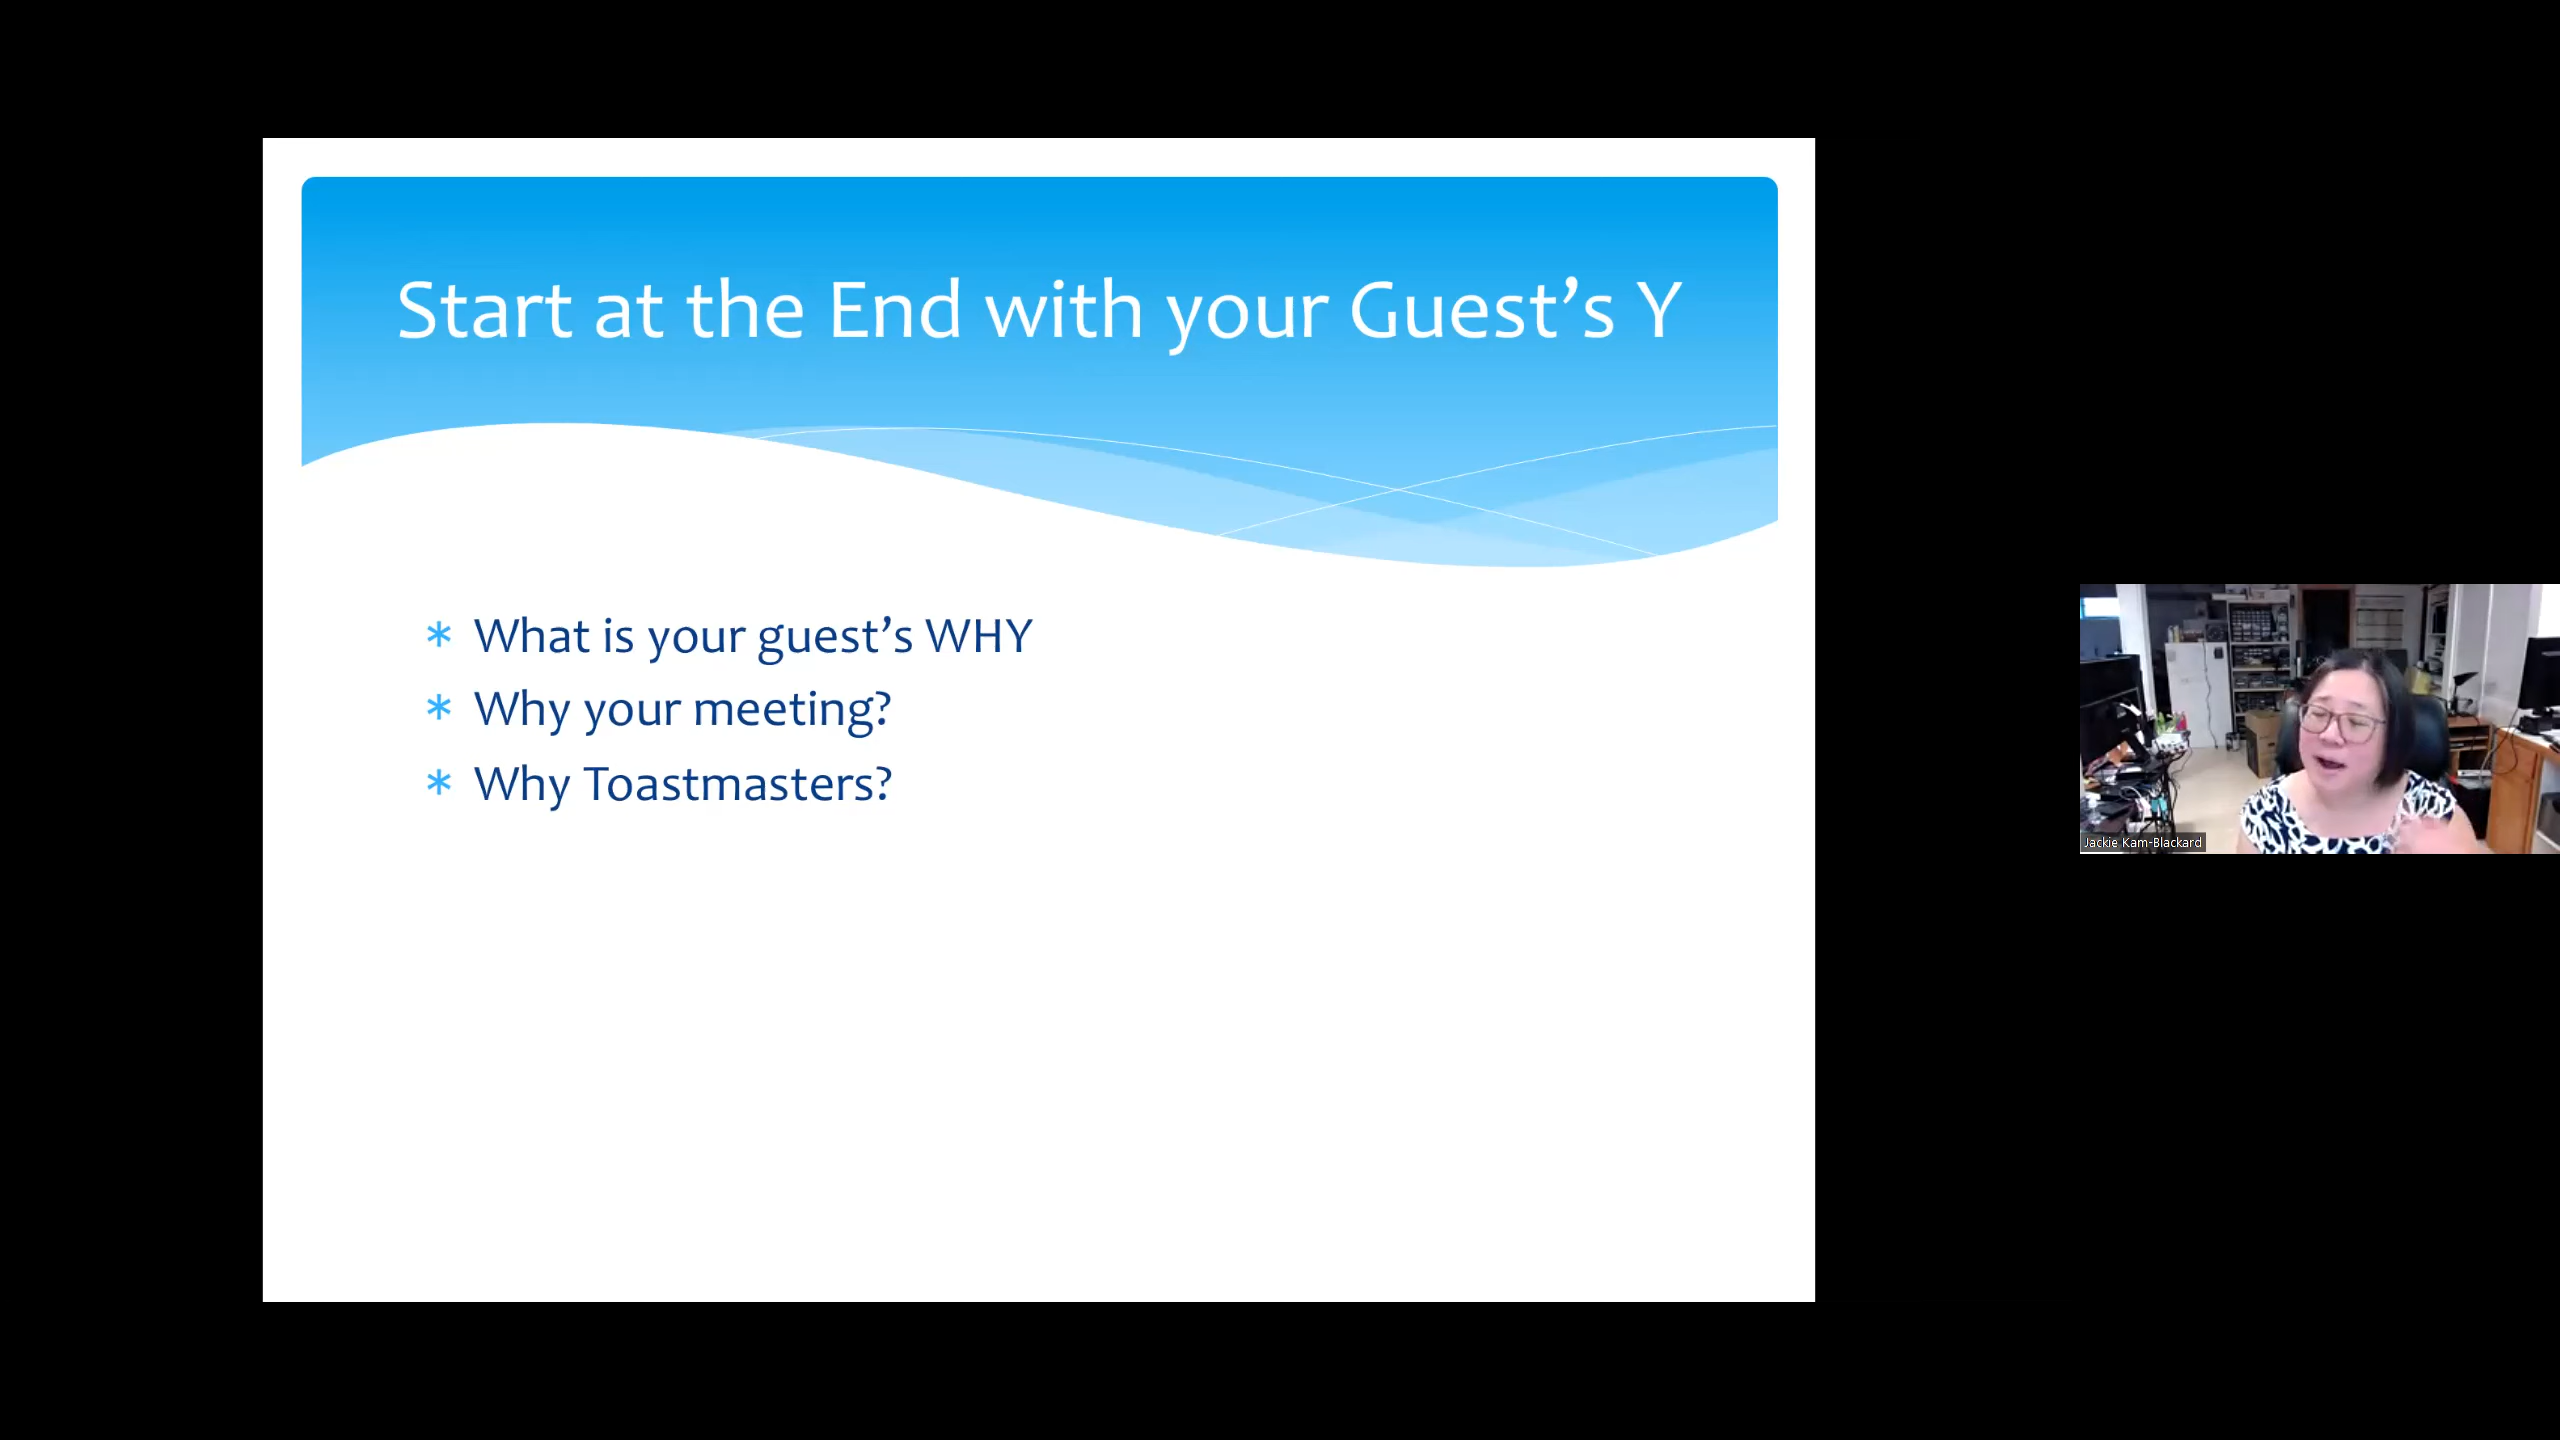 Start at the End with your Guest’s Y
* What is your guest’s WHY
* Why your meeting?
* Why Toastmasters?
Jackie Kam-Blackard